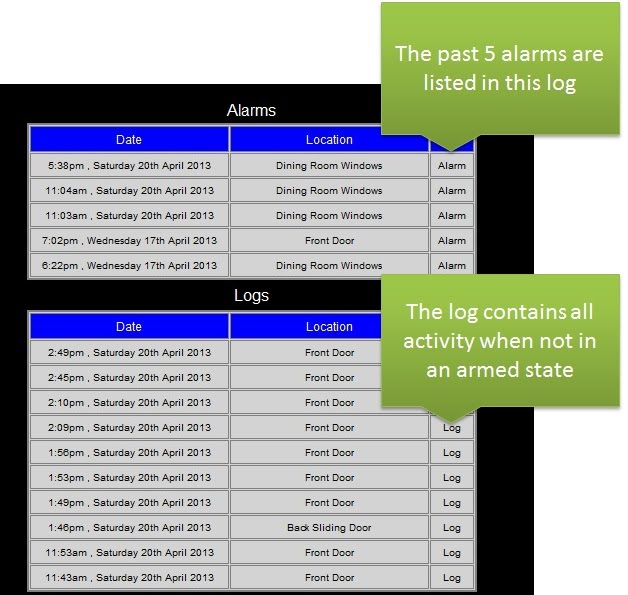 The past 5 alarms are
listed in this log
Alarms
Date Location
5:38pm , Saturday 20th April 2013 Dining Room Windows Alarm
11:04am , Saturday 20th April 2013 Dining Room Windows Alarm
11:03am , Saturday 20th April 2013 Dining Room Windows Alarm
7:02pm , Wednesday 17th April 2013 Front Door Alarm
6:22pm , Wednesday 17th April 2013 Dining Room Windows Alarm
Logs
The log contains all
activity when not in
an armed state
Date Location
2:49pm , Saturday 20th April 2013 Front Door
2:45pm , Saturday 20th April 2013 Front Door
2:10pm , Saturday 20th April 2013 Front Door
2:09pm , Saturday 20th April 2013 Front Door Log
1:56pm , Saturday 20th April 2013 Front Door Log
1:53pm , Saturday 20th April 2013 Front Door Log
1:49pm , Saturday 20th April 2013 Front Door Log
1:46pm , Saturday 20th April 2013 Back Sliding Door Log
11:53am , Saturday 20th April 2013 Front Door Log
11:43am , Saturday 20th April 2013 Front Door Log